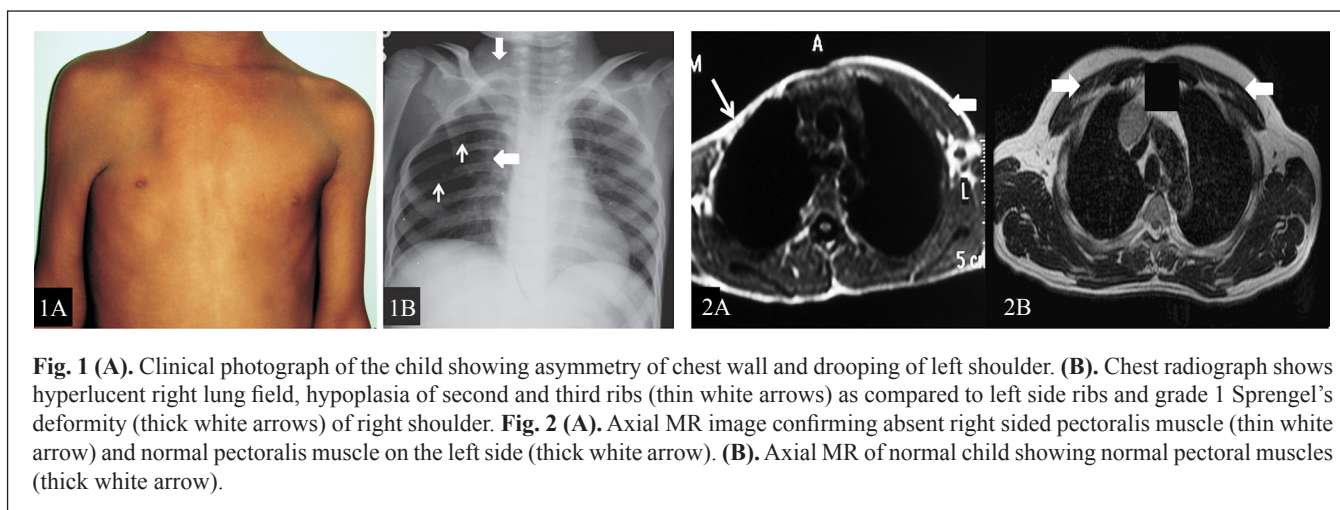 1A
1B
A
M
L
5 cm
2A
2B
Fig. 1 (A). Clinical photograph of the child showing asymmetry of chest wall and drooping of left shoulder. (B). Chest radiograph shows
hyperlucent right lung field, hypoplasia of second and third ribs (thin white arrows) as compared to left side ribs and grade 1 Sprengel’s
deformity (thick white arrows) of right shoulder. Fig. 2 (A). Axial MR image confirming absent right sided pectoralis muscle (thin white
arrow) and normal pectoralis muscle on the left side (thick white arrow). (B). Axial MR of normal child showing normal pectoral muscles
(thick white arrow).